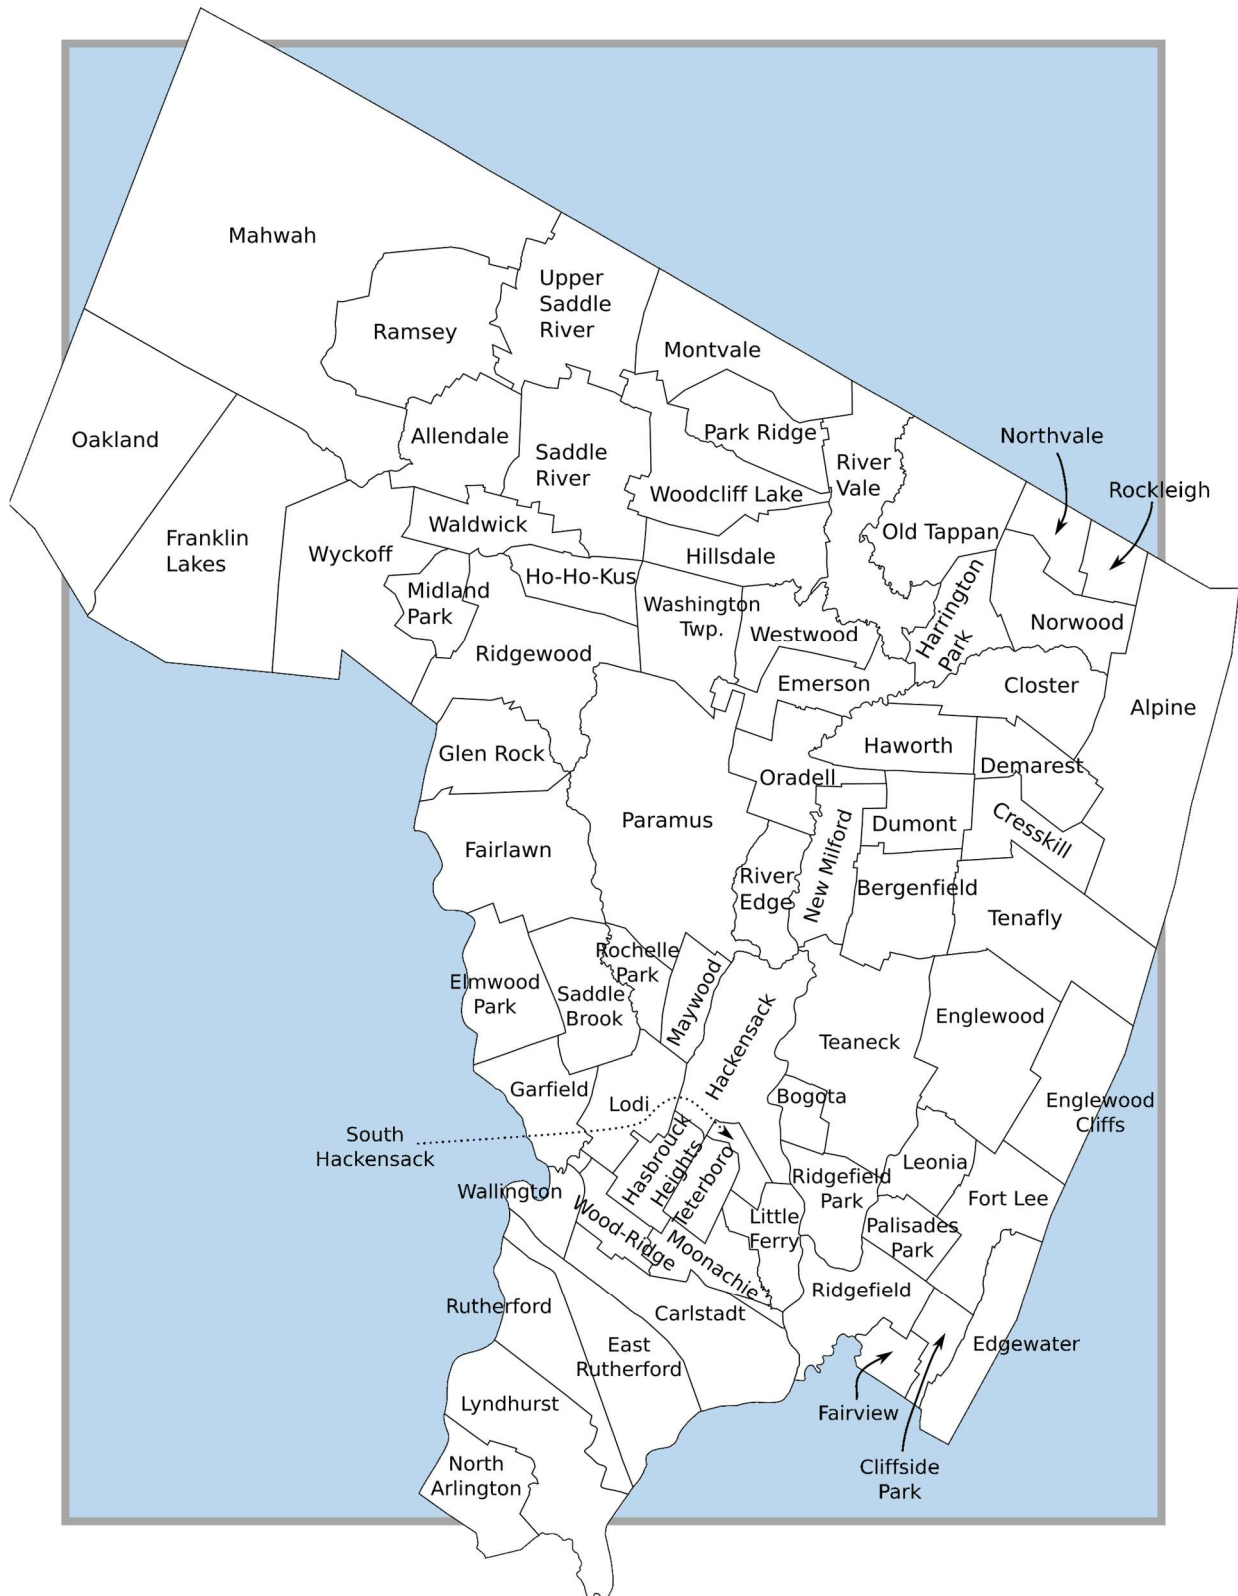 Mahwah
Upper
Saddle
River
Ramsey
Montvale
Oakland
Allendale
Saddle
River
Park Ridge
River
Vale
Northvale
Rockleigh
Woodcliff Lake
Franklin
Lakes
Wyckoff
Waldwick
Hillsdale
Old Tappan
Midland
Park
Ho-Ho-Kus
Washington
Twp.
Westwood
Harrington
Park
Norwood
Ridgewood
Emerson
Closter
Alpine
Glen Rock
Haworth
Demarest
Oradell
Fairlawn
Paramus
New Milford
Dumont
Cresskill
River
Edge
Bergenfield
Tenafly
Elmwood
Park
Saddle
Brook
Rochelle
Park
Maywood
Hackensack
Teaneck
Englewood
Garfield
Lodi
Bogota
Englewood
Cliffs
South
Hackensack
Hasbrouck
Heights
Teterboro
Ridgefield
Park
Leonia
Fort Lee
Wallington
Wood-Ridge
Moonachie
Little
Ferry
Palisades
Park
Rutherford
East
Rutherford
Carlstadt
Ridgefield
Edgewater
Lyndhurst
Fairview
North
Arlington
Cliffside
Park